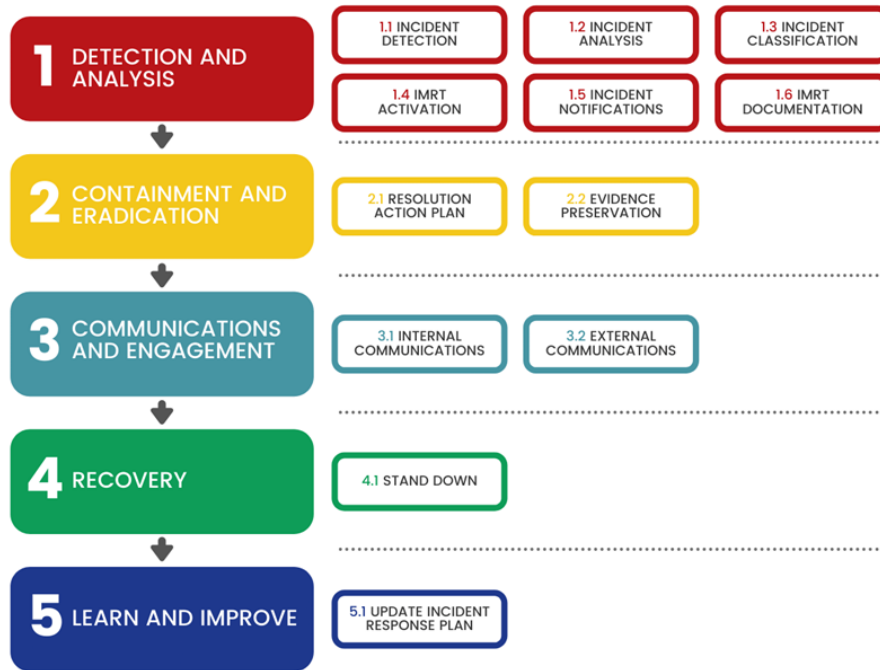 1
DETECTION AND
ANALYSIS
1.1 INCIDENT
DETECTION
1.2 INCIDENT
ANALYSIS
1.3 INCIDENT
CLASSIFICATION
1.4 IMRT
ACTIVATION
1.5 INCIDENT
NOTIFICATIONS
1.6 IMRT
DOCUMENTATION
2
CONTAINMENT AND
ERADICATION
2.1 RESOLUTION
ACTION PLAN
2.2 EVIDENCE
PRESERVATION
3
COMMUNICATIONS
AND ENGAGEMENT
3.1 INTERNAL
COMMUNICATIONS
3.2 EXTERNAL
COMMUNICATIONS
4 RECOVERY
4.1 STAND DOWN
5 LEARN AND IMPROVE
5.1 UPDATE INCIDENT
RESPONSE PLAN